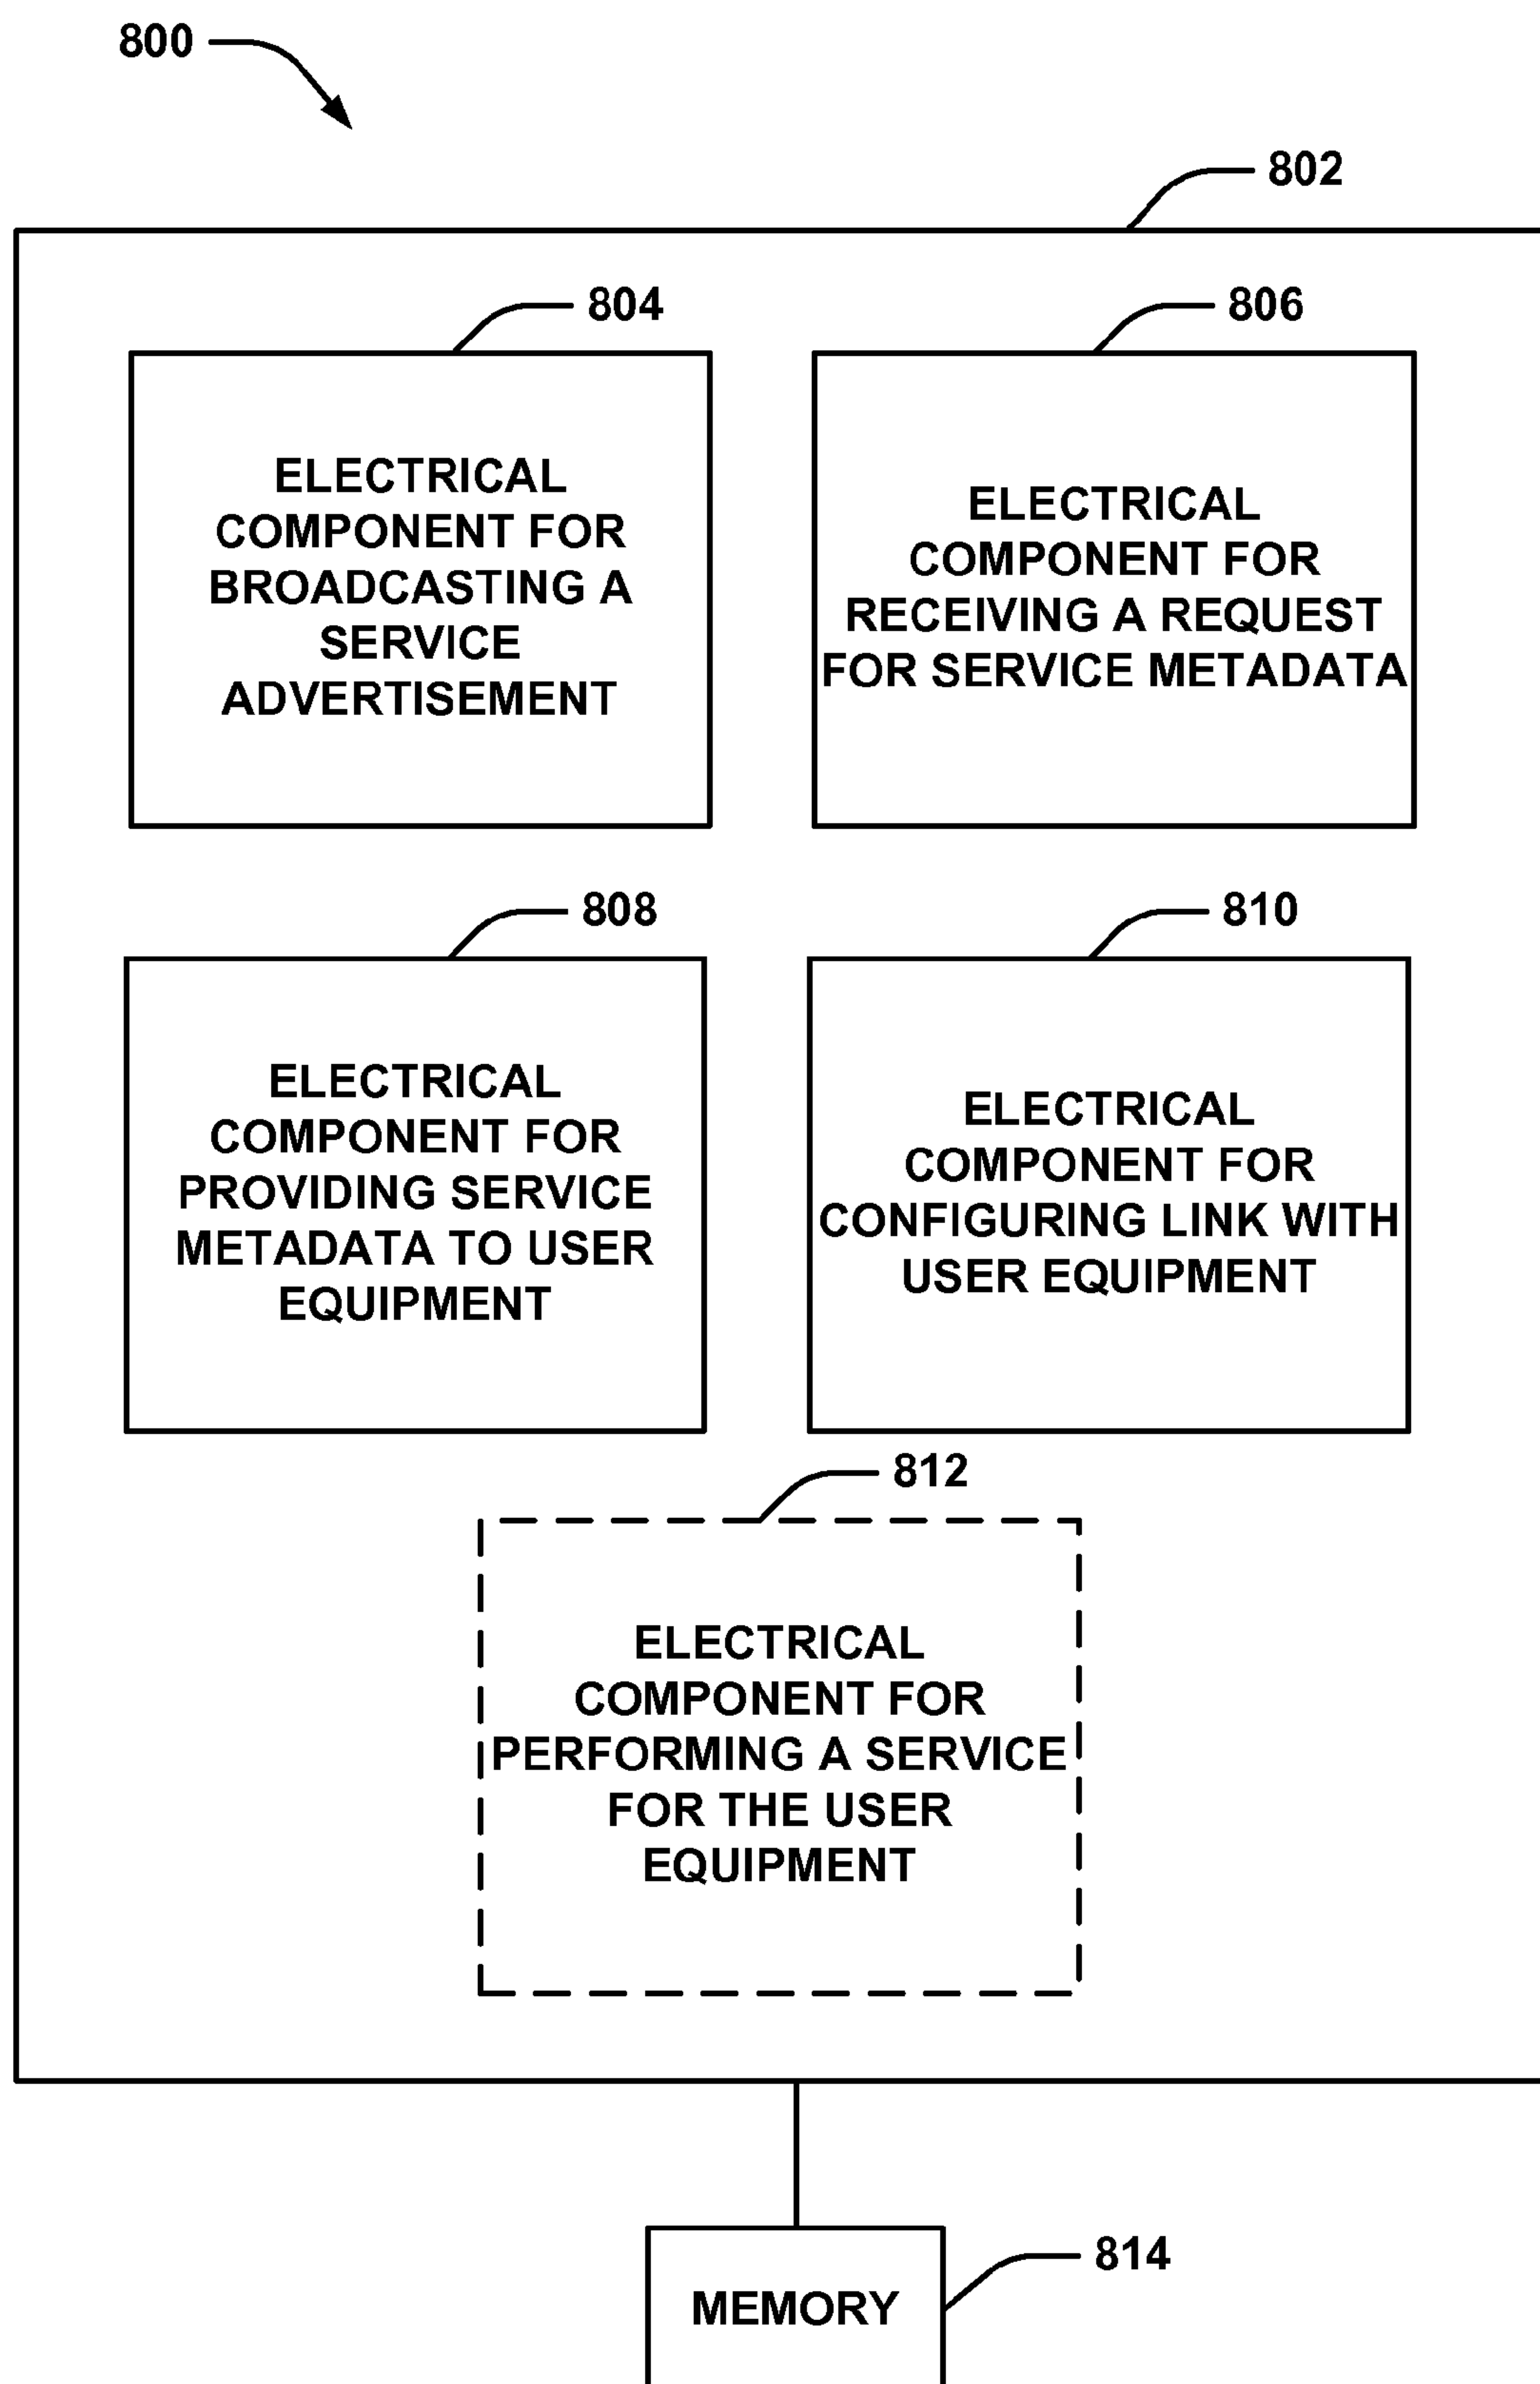 800
802
804
ELECTRICAL
COMPONENT FOR
BROADCASTING A
SERVICE
ADVERTISEMENT
806
ELECTRICAL
COMPONENT FOR
RECEIVING A REQUEST
FOR SERVICE METADATA
808
ELECTRICAL
COMPONENT FOR
PROVIDING SERVICE
METADATA TO USER
EQUIPMENT
810
ELECTRICAL
COMPONENT FOR
CONFIGURING LINK WITH
USER EQUIPMENT
812
ELECTRICAL
COMPONENT FOR
PERFORMING A SERVICE
FOR THE USER
EQUIPMENT
814
MEMORY